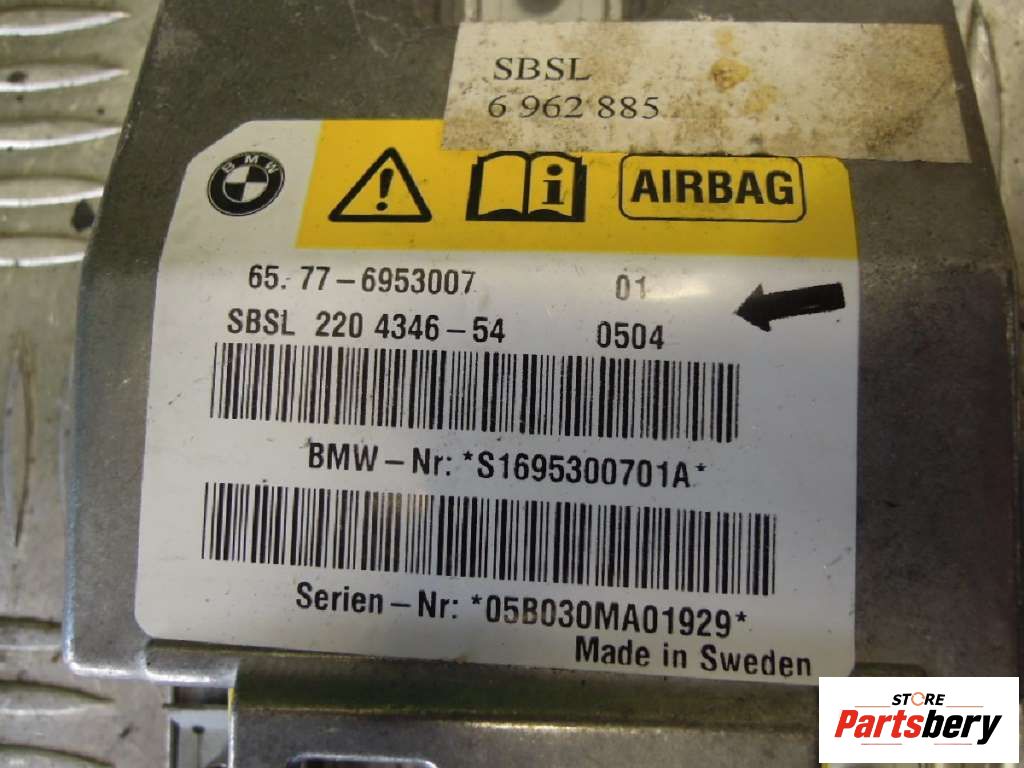 SBSL
6 962 885
BMW
AIRBAG
65.77-6953007 01
SBSL 220 4346-54 0504
BMW-Nr: *S1695300701A*
Serien-Nr: *05B030MA01929*
Made in Sweden
STORE
Partsbery